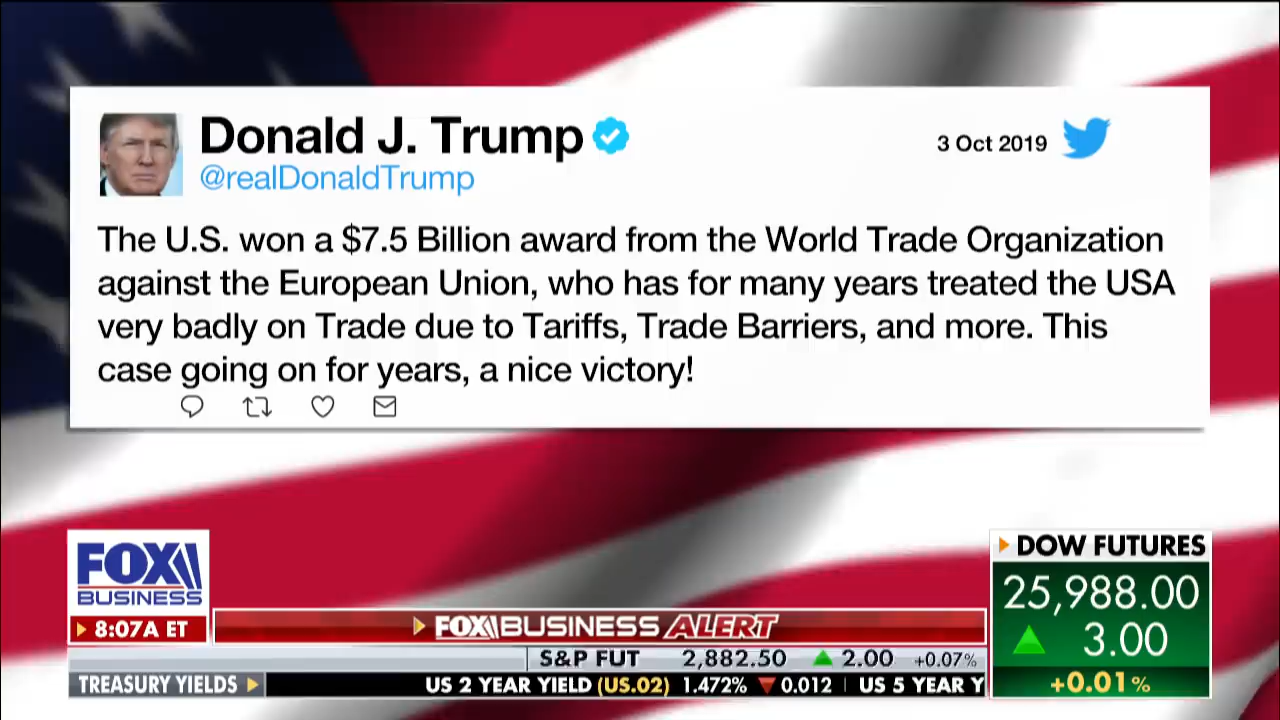 Donald J. Trump
@realDonaldTrump
3 Oct 2019
The U.S. won a $7.5 Billion award from the World Trade Organization
against the European Union, who has for many years treated the USA
very badly on Trade due to Tariffs, Trade Barriers, and more. This
case going on for years, a nice victory!
FOX
BUSINESS
8:07A ET
FOX BUSINESS ALERT
S&P FUT 2,882.50 2.00 +0.07%
TREASURY YIELDS
US 2 YEAR YIELD (US.02) 1.472% 0.012 US 5 YEAR Y
DOW FUTURES
25,988.00
3.00
+0.01%